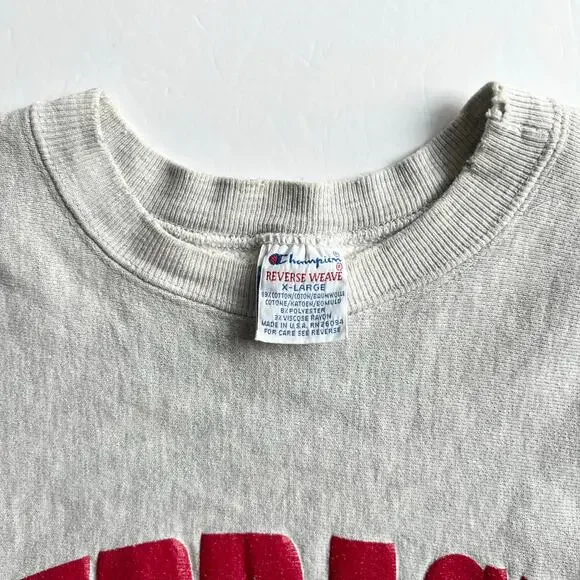 Champion
REVERSE WEAVE®
X-LARGE
89% COTTON/COTON/BAUMWOLLE
COTONE/KATOEN/ROMULO
8% POLYESTER
3% VISCOSE RAYON
MADE IN U.S.A. RN26094
FOR CARE SEE REVERSE